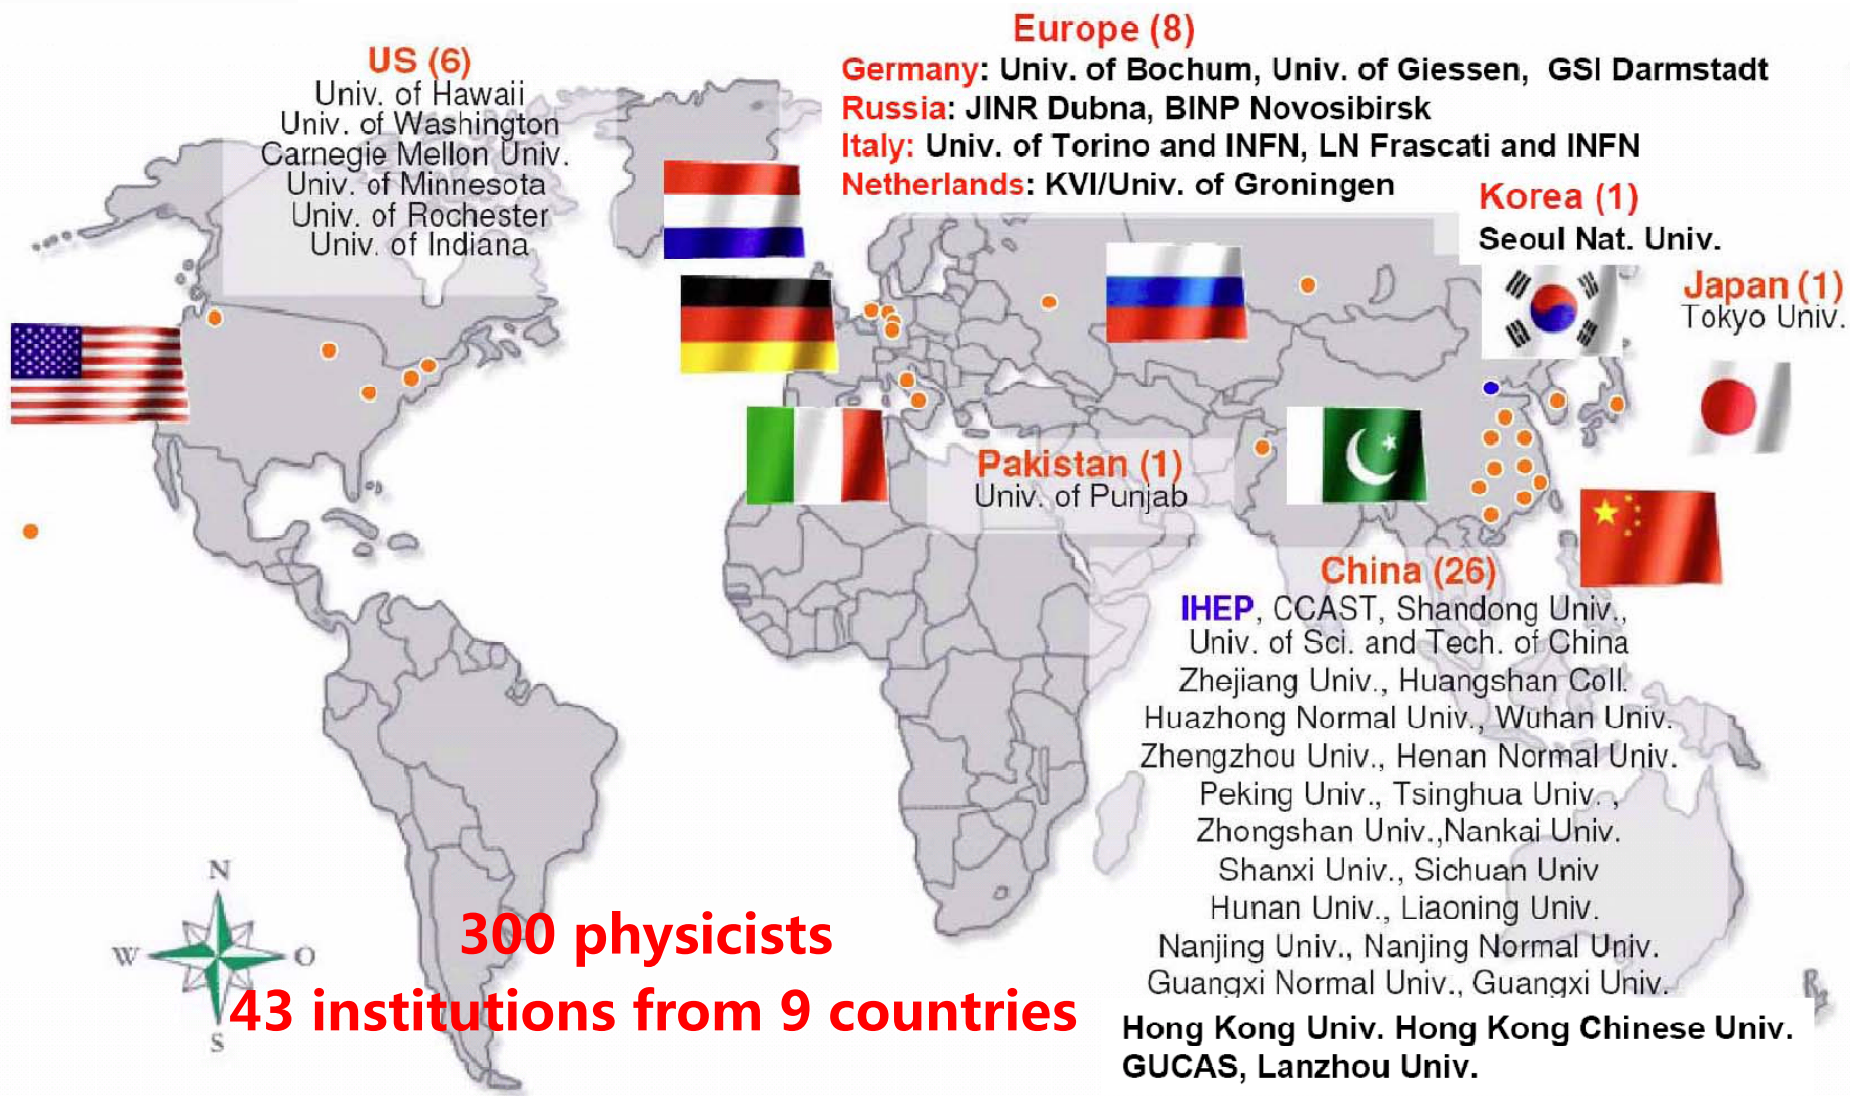 US (6)
Univ. of Hawaii
Univ. of Washington
Carnegie Mellon Univ.
Univ. of Minnesota
Univ. of Rochester
Univ. of Indiana
Europe (8)
Germany: Univ. of Bochum, Univ. of Giessen, GSI Darmstadt
Russia: JINR Dubna, BINP Novosibirsk
Italy: Univ. of Torino and INFN, LN Frascati and INFN
Netherlands: KVI/Univ. of Groningen
Korea (1)
Seoul Nat. Univ.
Japan (1)
Tokyo Univ.
Pakistan (1)
Univ. of Punjab
China (26)
IHEP, CCAST, Shandong Univ.,
Univ. of Sci. and Tech. of China
Zhejiang Univ., Huangshan Coll.
Huazhong Normal Univ., Wuhan Univ.
Zhengzhou Univ., Henan Normal Univ.
Peking Univ., Tsinghua Univ. ,
Zhongshan Univ.,Nankai Univ.
Shanxi Univ., Sichuan Univ
Hunan Univ., Liaoning Univ.
Nanjing Univ., Nanjing Normal Univ.
Guangxi Normal Univ., Guangxi Univ.
Hong Kong Univ. Hong Kong Chinese Univ.
GUCAS, Lanzhou Univ.
N
W
O
S
300 physicists
43 institutions from 9 countries